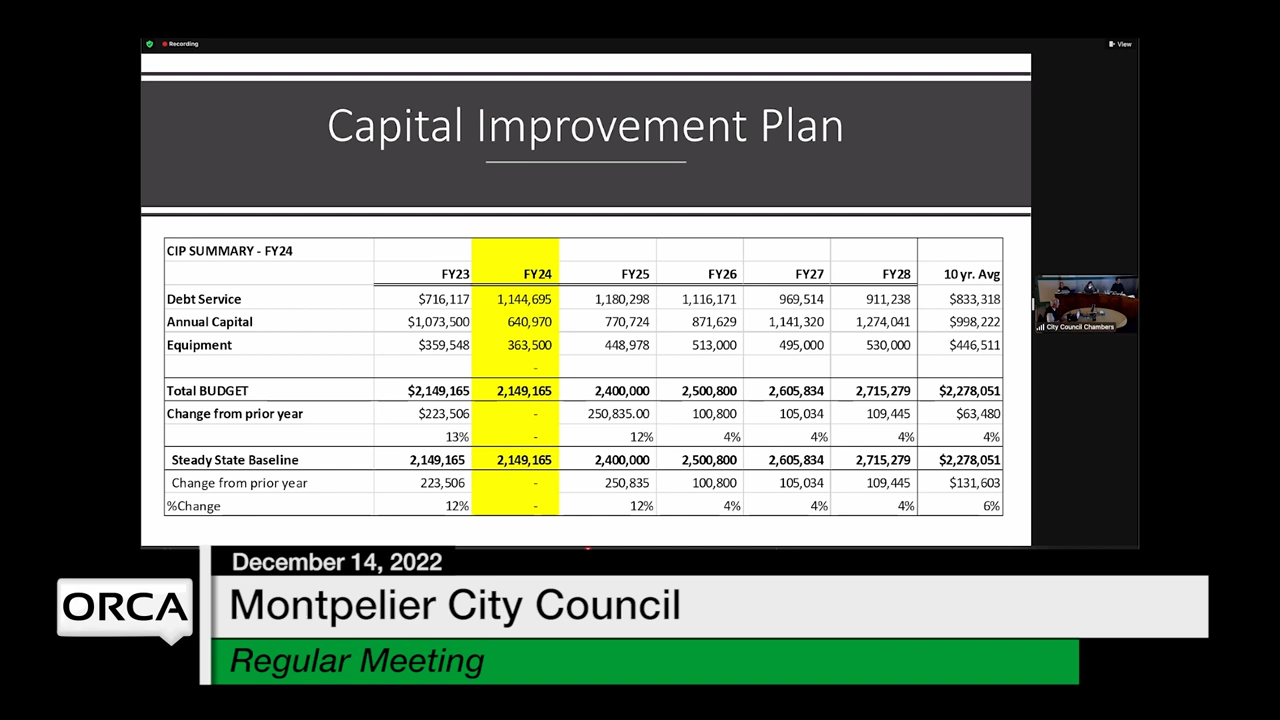 Recording
View
Capital Improvement Plan
CIP SUMMARY - FY24
FY23 FY24 FY25 FY26 FY27 FY28 10 yr. Avg
Debt Service $716,117 1,144,695 1,180,298 1,116,171 969,514 911,238 $833,318
Annual Capital $1,073,500 640,970 770,724 871,629 1,141,320 1,274,041 $998,222
Equipment $359,548 363,500 448,978 513,000 495,000 530,000 $446,511
-
Total BUDGET $2,149,165 2,149,165 2,400,000 2,500,800 2,605,834 2,715,279 $2,278,051
Change from prior year $223,506 - 250,835.00 100,800 105,034 109,445 $63,480
13% - 12% 4% 4% 4% 4%
Steady State Baseline 2,149,165 2,149,165 2,400,000 2,500,800 2,605,834 2,715,279 $2,278,051
Change from prior year 223,506 - 250,835 100,800 105,034 109,445 $131,603
%Change 12% - 12% 4% 4% 4% 6%
City Council Chambers
December 14, 2022
ORCA
Montpelier City Council
Regular Meeting